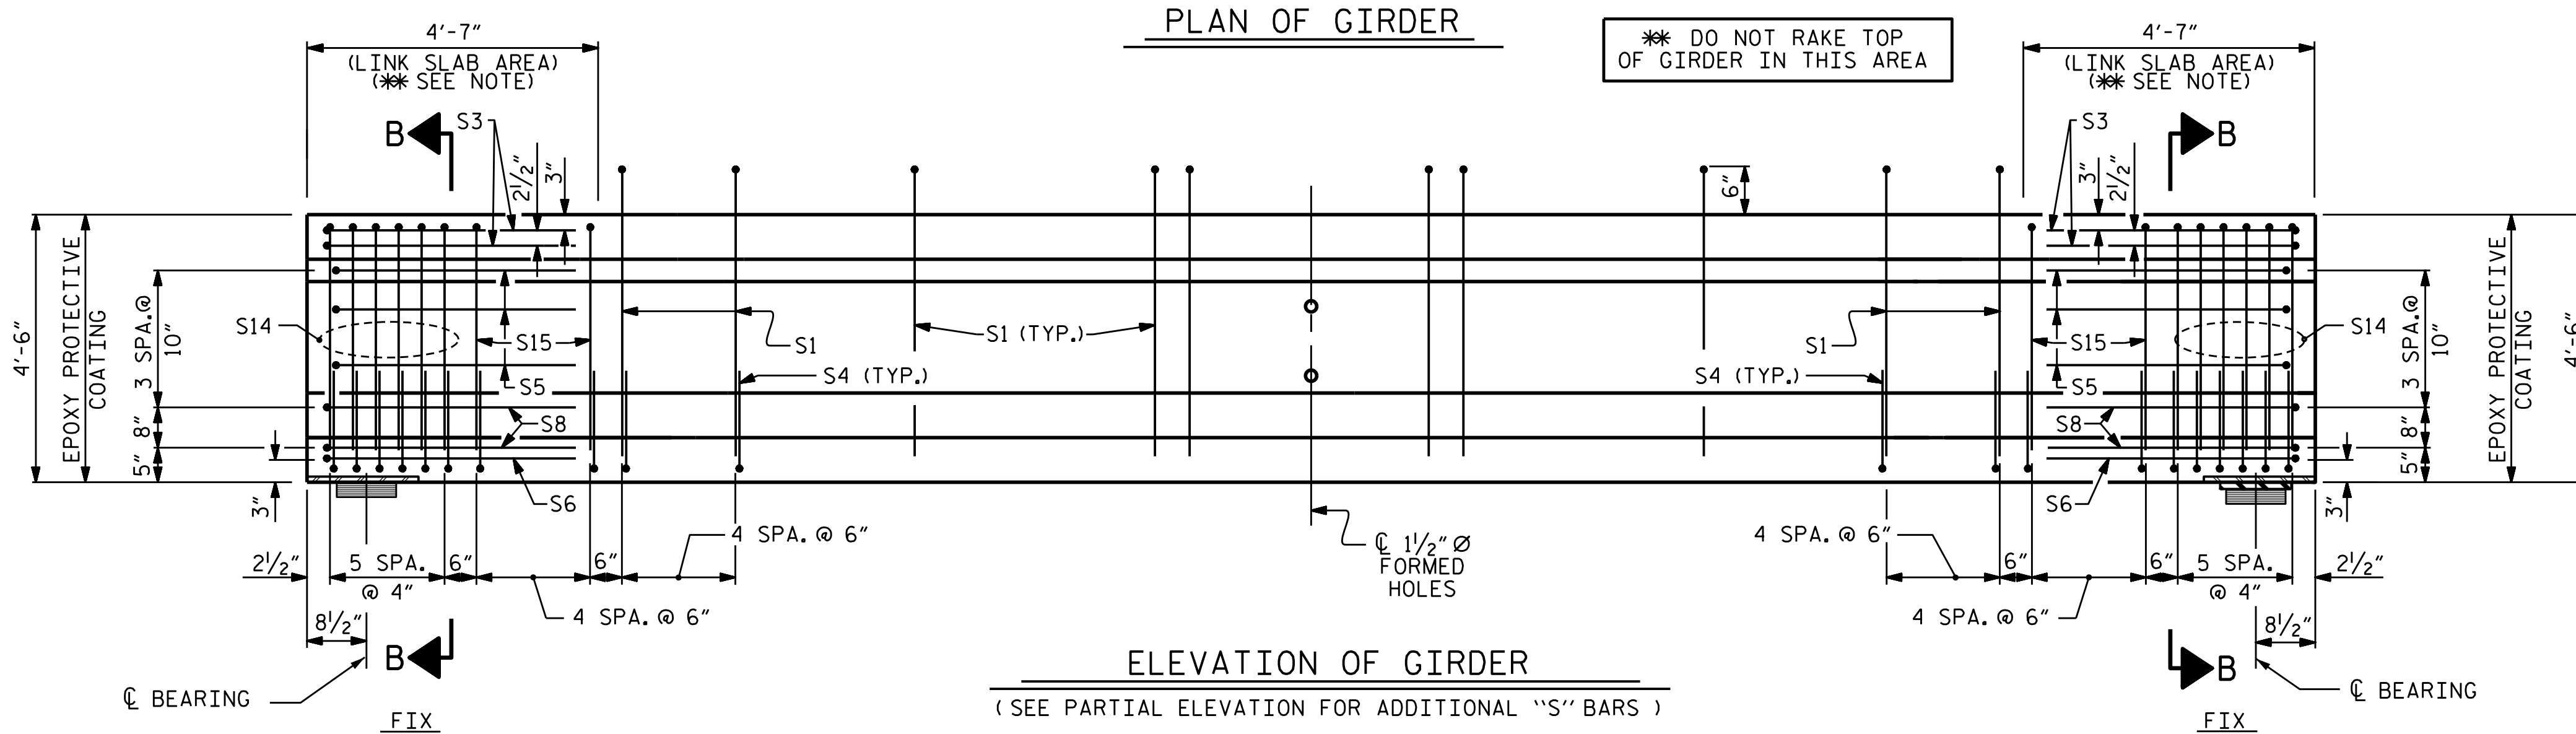 PLAN OF GIRDER
** DO NOT RAKE TOP
OF GIRDER IN THIS AREA
4'-7"
(LINK SLAB AREA)
(** SEE NOTE)
4'-7"
(LINK SLAB AREA)
(** SEE NOTE)
B
S3
2½"
3"
6"
3"
2½"
S3
B
4'-6"
EPOXY PROTECTIVE
COATING
3 SPA.@
10"
8"
5"
3"
S14
S15
S5
S8
S6
S1
S4 (TYP.)
S1 (TYP.)
S1
S4 (TYP.)
S15
S5
S8
S6
S14
3 SPA.@
10"
8"
5"
3"
EPOXY PROTECTIVE
COATING
4'-6"
2½"
5 SPA.
@ 4"
6"
6"
4 SPA. @ 6"
4 SPA. @ 6"
8½"
℄ 1½" Ø
FORMED
HOLES
4 SPA. @ 6"
6"
6"
5 SPA.
@ 4"
2½"
4 SPA. @ 6"
8½"
B
℄ BEARING
FIX
ELEVATION OF GIRDER
( SEE PARTIAL ELEVATION FOR ADDITIONAL "S" BARS )
B
℄ BEARING
FIX